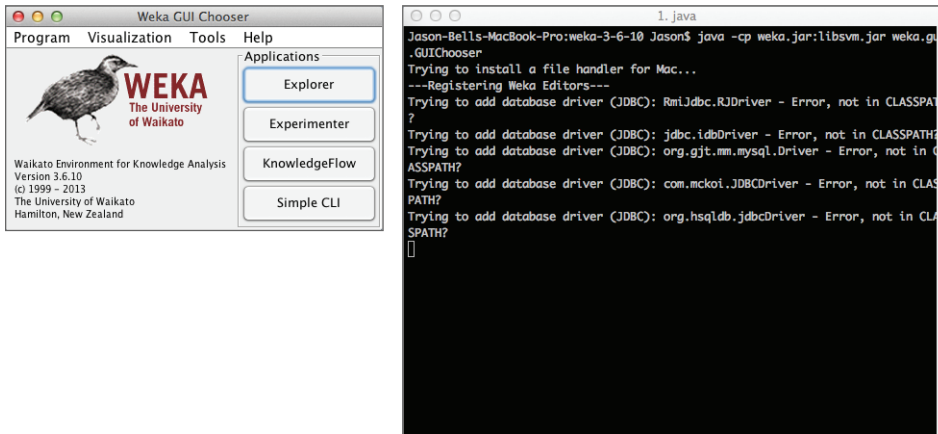 Weka GUI Chooser
Program Visualization Tools Help
Applications
WEKA
The University
of Waikato
Explorer
Experimenter
KnowledgeFlow
Simple CLI
Waikato Environment for Knowledge Analysis
Version 3.6.10
(c) 1999 – 2013
The University of Waikato
Hamilton, New Zealand
1. java
Jason-Bells-MacBook-Pro:weka-3-6-10 Jason$ java -cp weka.jar:libsvm.jar weka.gu
.GUIChooser
Trying to install a file handler for Mac...
---Registering Weka Editors---
Trying to add database driver (JDBC): RmiJdbc.RJDriver - Error, not in CLASSPAT
?
Trying to add database driver (JDBC): jdbc.idbDriver - Error, not in CLASSPATH?
Trying to add database driver (JDBC): org.gjt.mm.mysql.Driver - Error, not in C
ASSPATH?
Trying to add database driver (JDBC): com.mckoi.JDBCDriver - Error, not in CLAS
PATH?
Trying to add database driver (JDBC): org.hsqldb.jdbcDriver - Error, not in CLA
SPATH?